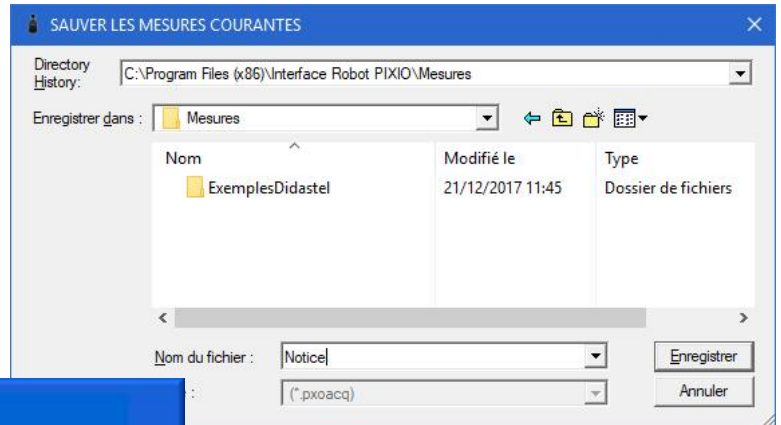 SAUVER LES MESURES COURANTES
Directory History: C:\Program Files (x86)\Interface Robot PIXIO\Mesures
Enregistrer dans : Mesures
Nom Modifié le Type
ExemplesDidastel 21/12/2017 11:45 Dossier de fichiers
Nom du fichier : Notice Enregistrer
: (*.pxoacq) Annuler